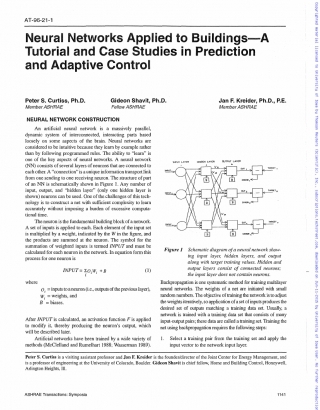 AT-96-21-1
Neural Networks Applied to Buildings—A
Tutorial and Case Studies in Prediction
and Adaptive Control
Peter S. Curtiss, Ph.D.
Member ASHRAE
Gideon Shavit, Ph.D.
Fellow ASHRAE
Jan F. Kreider, Ph.D., P.E.
Member ASHRAE
NEURAL NETWORK CONSTRUCTION
An artificial neural network is a massively parallel,
dynamic system of interconnected, interacting parts based
loosely on some aspects of the brain. Neural networks are
considered to be intuitive because they learn by example rather
than by following programmed rules. The ability to "learn" is
one of the key aspects of neural networks. A neural network
(NN) consists of several layers of neurons that are connected to
each other. A "connection" is a unique information transport link
from one sending to one receiving neuron. The structure of part
of an NN is schematically shown in Figure 1. Any number of
input, output, and "hidden layer" (only one hidden layer is
shown) neurons can be used. One of the challenges of this tech-
nology is to construct a net with sufficient complexity to learn
accurately without imposing a burden of excessive computa-
tional time.
The neuron is the fundamental building block of a network.
A set of inputs is applied to each. Each element of the input set
is multiplied by a weight, indicated by the W in the figure, and
the products are summed at the neuron. The symbol for the
summation of weighted inputs is termed INPUT and must be
calculated for each neuron in the network. In equation form this
process for one neuron is
(1)
where
= inputs to a neuron (i.e., outputs of the previous layer),
= weights, and
= biases.
After INPUT is calculated, an activation function F is applied
to modify it, thereby producing the neuron's output, which
will be described later.
Artificial networks have been trained by a wide variety of
methods (McClelland and Rumelhart 1988, Wasserman 1989).
INPUT LAYER
HIDDEN LAYER
OUTPUT LAYER
Figure 1 Schematic diagram of a neural network show-
ing input layer, hidden layers, and output
along with target training values. Hidden and
output layers consist of connected neurons;
the input layer does not contain neurons.
Backpropagation is one systematic method for training multilayer
neural networks. The weights of a net are initiated with small
random numbers. The objective of training the network is to adjust
the weights iteratively, so application of a set of inputs produces the
desired set of outputs matching a training data set. Usually, a
network is trained with a training data set that consists of many
input-output pairs; these data are called a training set. Training the
net using backpropagation requires the following steps:
1. Select a training pair from the training set and apply the
input vector to the network input layer.
Peter S. Curtiss is a visiting assistant professor and Jan F. Kreider is the founder/director of the Joint Center for Energy Management, and
is a professor of engineering at the University of Colorado, Boulder. Gideon Shavit is chief fellow, Home and Building Control, Honeywell,
Arlington Heights, Ill.
ASHRAE Transactions: Symposia
1141